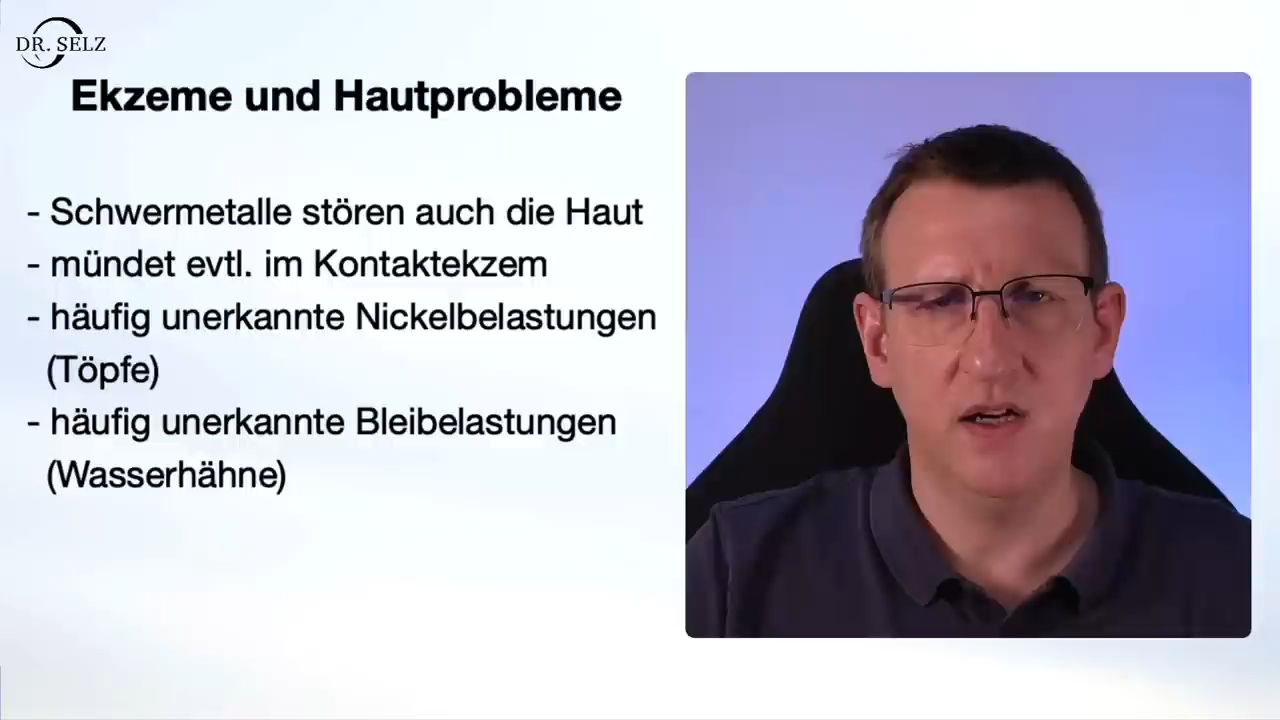 DR. SELZ
Ekzeme und Hautprobleme
- Schwermetalle stören auch die Haut
- mündet evtl. im Kontaktekzem
- häufig unerkannte Nickelbelastungen
(Töpfe)
- häufig unerkannte Bleibelastungen
(Wasserhähne)